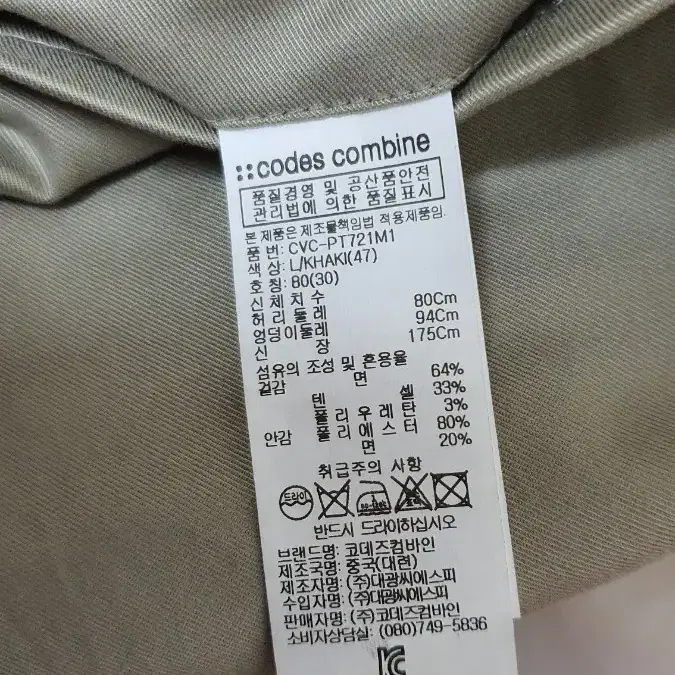 codes combine
품질경영 및 공산품안전
관리법에 의한 품질표시
본 제품은 제조물책임법 적용제품임.
품 번: CVC-PT721M1
색 상: L/KHAKI(47)
호 칭: 80(30)
신체치수
허리둘레 80Cm
엉덩이둘레 94Cm
신 장 175Cm
섬유의 조성 및 혼용율
겉감 면 64%
텐 셀 33%
폴리우레탄 3%
안감 폴리에스터 80%
면 20%
취급주의 사항
드라이
반드시 드라이하십시오
브랜드명: 코데즈컴바인
제조국명: 중국(대련)
제조자명: (주)대광씨에스피
수입자명: (주)대광씨에스피
판매자명: (주)코데즈컴바인
소비자상담실: (080)749-5836